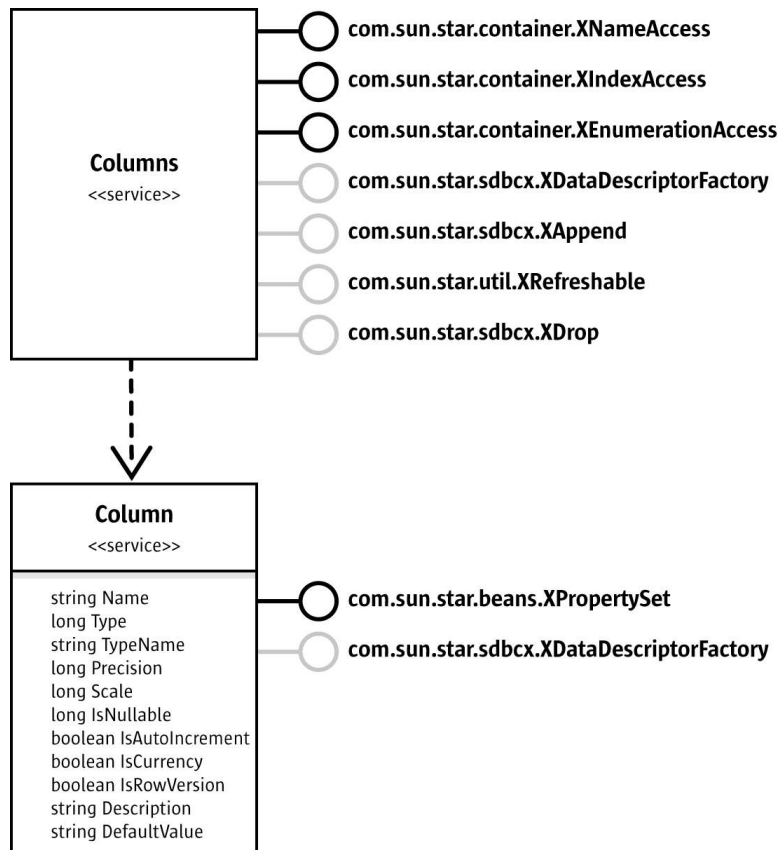 com.sun.star.container.XNameAccess
com.sun.star.container.XIndexAccess
com.sun.star.container.XEnumerationAccess
Columns
<<service>>
com.sun.star.sdbcx.XDataDescriptorFactory
com.sun.star.sdbcx.XAppend
com.sun.star.util.XRefreshable
com.sun.star.sdbcx.XDrop
Column
<<service>>
string Name
long Type
string TypeName
long Precision
long Scale
long IsNullable
boolean IsAutoIncrement
boolean IsCurrency
boolean IsRowVersion
string Description
string DefaultValue
com.sun.star.beans.XPropertySet
com.sun.star.sdbcx.XDataDescriptorFactory